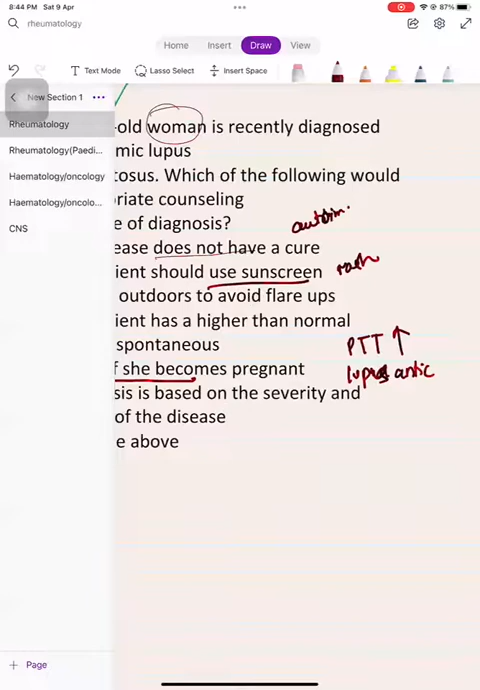 8:44 PM Sat 9 Apr
87%
rheumatology
Home Insert Draw View
Text Mode Lasso Select Insert Space
New Section 1
Rheumatology
Rheumatology(Paedi...
Haematology/oncology
Haematology/oncolo...
CNS
-old woman is recently diagnosed
mic lupus
tosus. Which of the following would
riate counseling
e of diagnosis?
autoim.
ease does not have a cure
ient should use sunscreen rash
outdoors to avoid flare ups
ient has a higher than normal
spontaneous
PTT ↑
f she becomes pregnant
lupus antic
sis is based on the severity and
of the disease
e above
+ Page